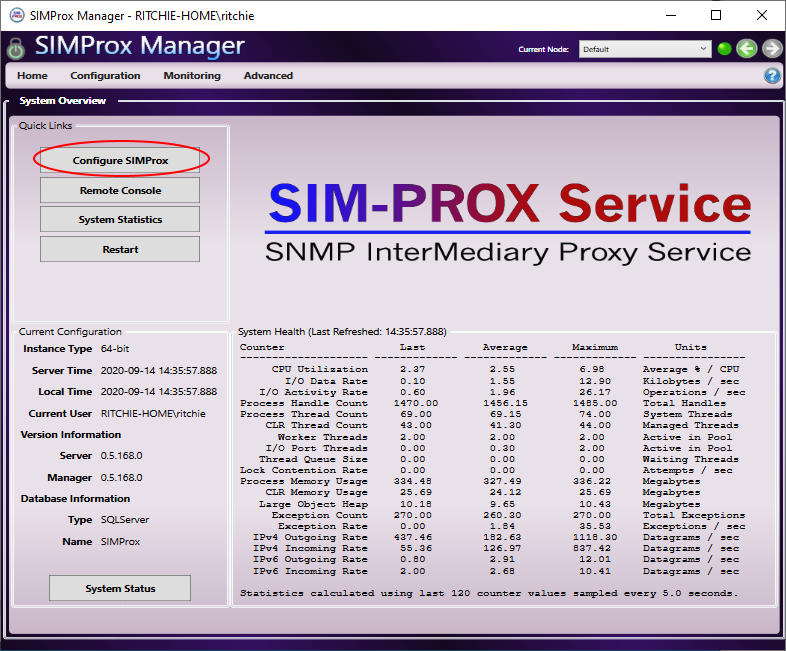 SIMProx Manager - RITCHIE-HOME\ritchie
SIMProx Manager
Current Node: Default
Home Configuration Monitoring Advanced
System Overview
Quick Links
Configure SIMProx
Remote Console
System Statistics
Restart
SIM-PROX Service
SNMP InterMediary Proxy Service
Current Configuration
Instance Type 64-bit
Server Time 2020-09-14 14:35:57.888
Local Time 2020-09-14 14:35:57.888
Current User RITCHIE-HOME\ritchie
Version Information
Server 0.5.168.0
Manager 0.5.168.0
Database Information
Type SQLServer
Name SIMProx
System Status
System Health (Last Refreshed: 14:35:57.888)
Counter Last Average Maximum Units
CPU Utilization 2.37 2.55 6.98 Average % / CPU
I/O Data Rate 0.10 1.55 12.90 Kilobytes / sec
I/O Activity Rate 0.60 1.96 26.17 Operations / sec
Process Handle Count 1470.00 1456.15 1485.00 Total Handles
Process Thread Count 69.00 69.15 74.00 System Threads
CLR Thread Count 43.00 41.30 44.00 Managed Threads
Worker Threads 2.00 2.00 2.00 Active in Pool
I/O Port Threads 0.00 0.30 2.00 Active in Pool
Thread Queue Size 0.00 0.00 0.00 Waiting Threads
Lock Contention Rate 0.00 0.00 0.00 Attempts / sec
Process Memory Usage 334.48 327.49 336.22 Megabytes
CLR Memory Usage 25.69 24.12 25.69 Megabytes
Large Object Heap 10.18 9.65 10.43 Megabytes
Exception Count 270.00 260.30 270.00 Total Exceptions
Exception Rate 0.00 1.84 35.53 Exceptions / sec
IPv4 Outgoing Rate 437.46 182.63 1118.30 Datagrams / sec
IPv4 Incoming Rate 55.36 126.97 837.42 Datagrams / sec
IPv6 Outgoing Rate 0.80 2.91 12.01 Datagrams / sec
IPv6 Incoming Rate 2.00 2.68 10.41 Datagrams / sec
Statistics calculated using last 120 counter values sampled every 5.0 seconds.